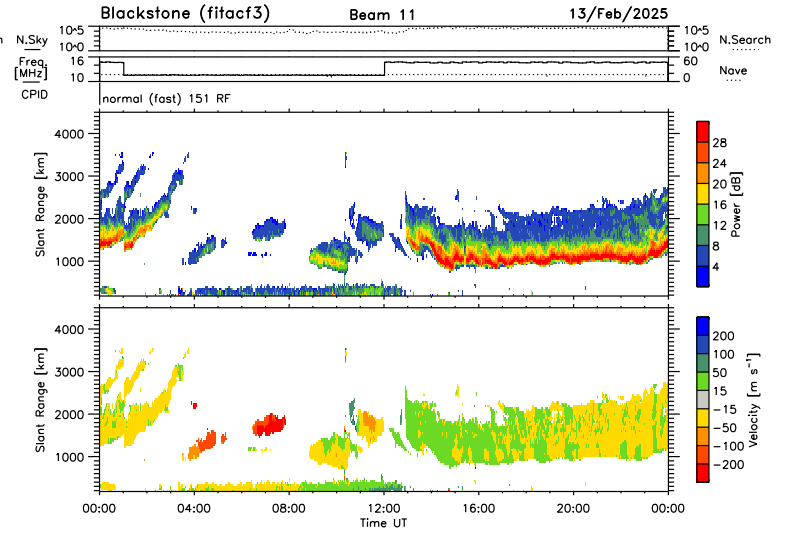 Blackstone (fitacf3) Beam 11 13/Feb/2025
N.Sky 10^5 10^0 10^5 10^0 N.Search
Freq. [MHz] 16 10 60 0 Nave
CPID normal (fast) 151 RF
Slant Range [km]
4000
3000
2000
1000
28
24
20
16
12
8
4
Power [dB]
Slant Range [km]
4000
3000
2000
1000
200
100
50
15
-15
-50
-100
-200
Velocity [m s^-1]
00:00 04:00 08:00 12:00 16:00 20:00 00:00
Time UT